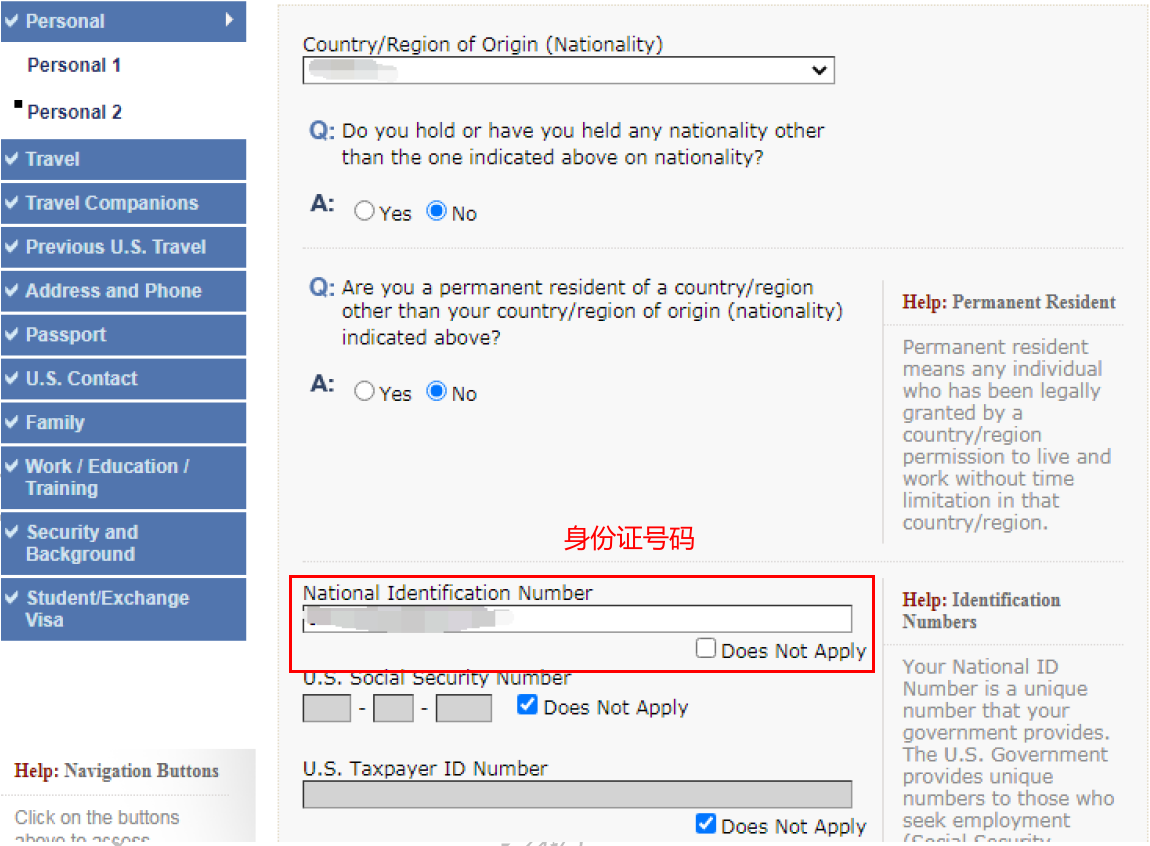 Personal
Personal 1
Personal 2
Travel
Travel Companions
Previous U.S. Travel
Address and Phone
Passport
U.S. Contact
Family
Work / Education /
Training
Security and
Background
Student/Exchange
Visa
Help: Navigation Buttons
Click on the buttons
above to assess
Country/Region of Origin (Nationality)
Q: Do you hold or have you held any nationality other
than the one indicated above on nationality?
A: Yes No
Q: Are you a permanent resident of a country/region
other than your country/region of origin (nationality)
indicated above?
A: Yes No
Help: Permanent Resident
Permanent resident
means any individual
who has been legally
granted by a
country/region
permission to live and
work without time
limitation in that
country/region.
身份证号码
National Identification Number
Does Not Apply
U.S. Social Security Number
- - Does Not Apply
U.S. Taxpayer ID Number
Does Not Apply
Help: Identification
Numbers
Your National ID
Number is a unique
number that your
government provides.
The U.S. Government
provides unique
numbers to those who
seek employment
(Social Security